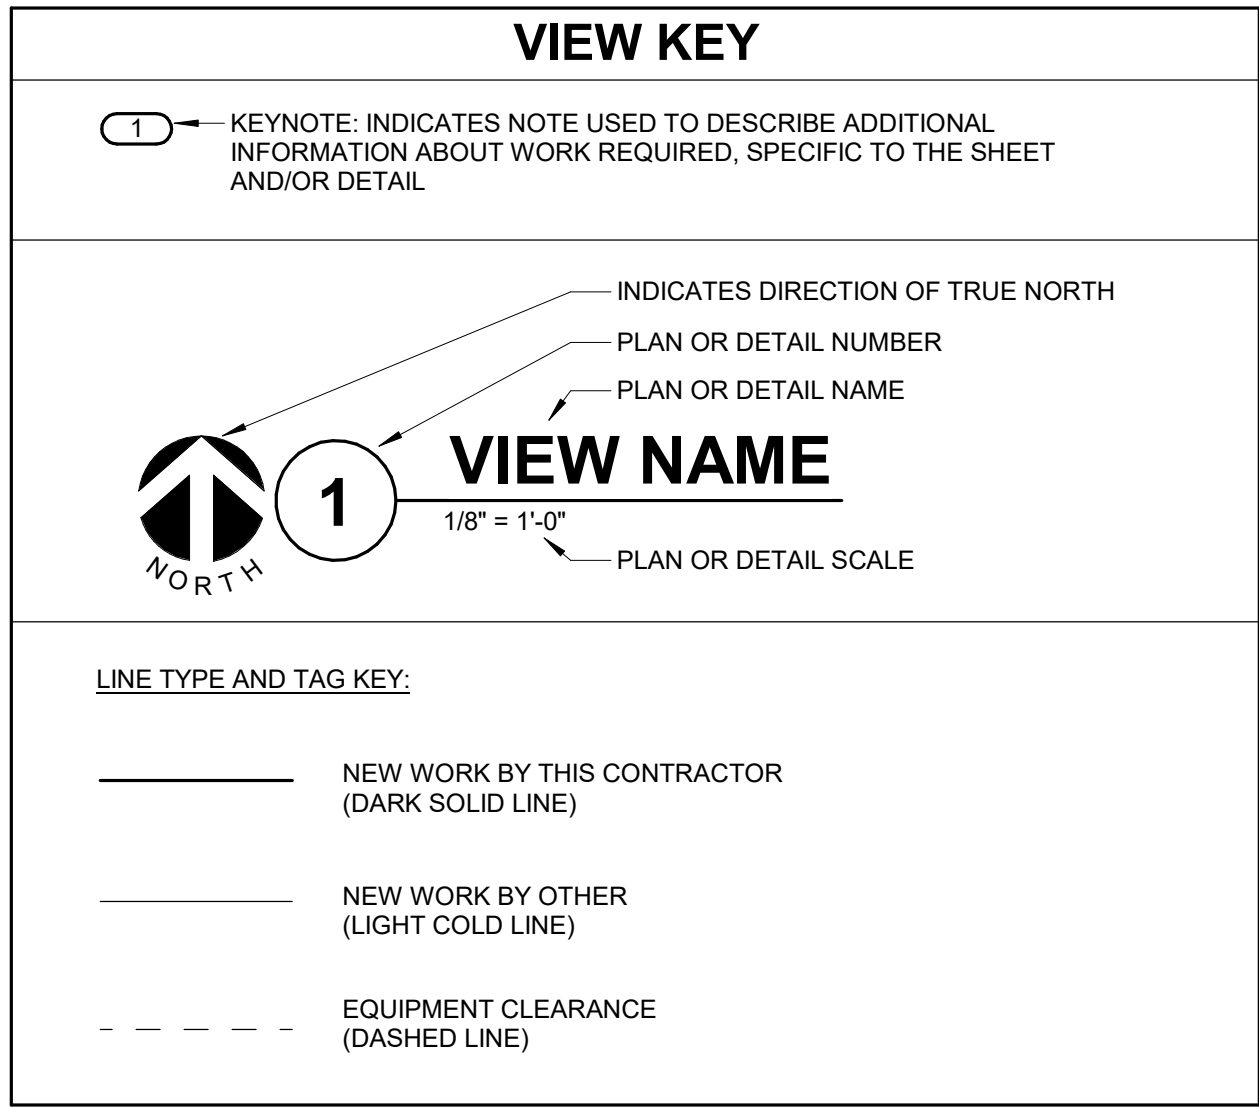 VIEW KEY
1
KEYNOTE: INDICATES NOTE USED TO DESCRIBE ADDITIONAL
INFORMATION ABOUT WORK REQUIRED, SPECIFIC TO THE SHEET
AND/OR DETAIL
INDICATES DIRECTION OF TRUE NORTH
PLAN OR DETAIL NUMBER
PLAN OR DETAIL NAME
NORTH
1
VIEW NAME
1/8" = 1'-0"
PLAN OR DETAIL SCALE
LINE TYPE AND TAG KEY:
NEW WORK BY THIS CONTRACTOR
(DARK SOLID LINE)
NEW WORK BY OTHER
(LIGHT COLD LINE)
EQUIPMENT CLEARANCE
(DASHED LINE)